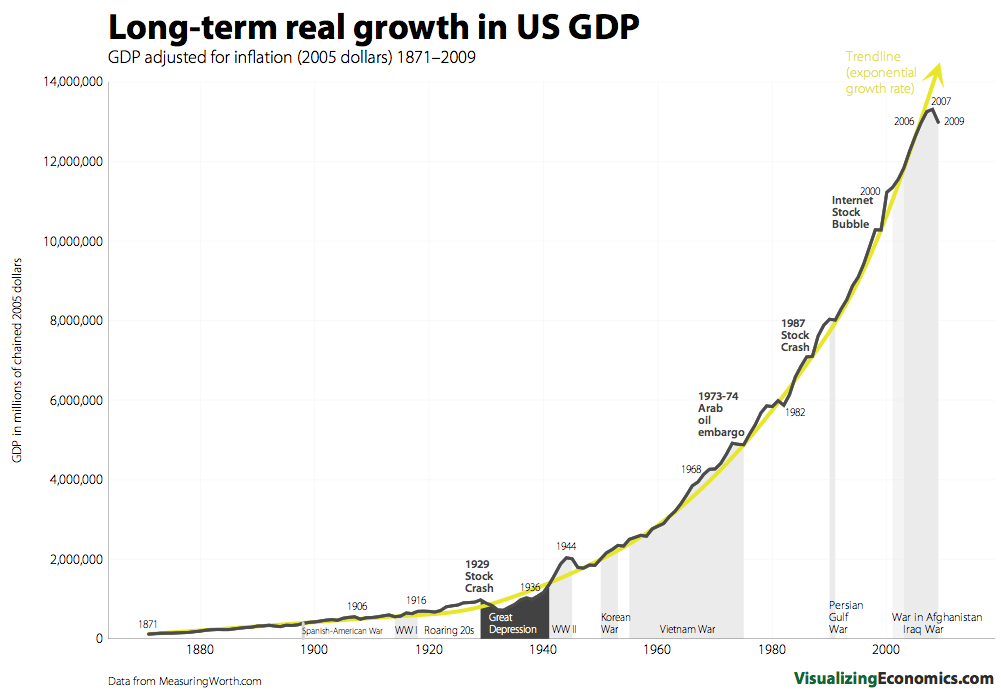 Long-term real growth in US GDP
GDP adjusted for inflation (2005 dollars) 1871–2009
Trendline
(exponential
growth rate)
14,000,000
12,000,000
10,000,000
8,000,000
6,000,000
4,000,000
2,000,000
0
GDP in millions of chained 2005 dollars
2007
2006
2009
2000
Internet
Stock
Bubble
1987
Stock
Crash
1982
1973-74
Arab
oil
embargo
1968
1944
1936
1929
Stock
Crash
1916
1906
1871
Spanish-American War
WW I
Roaring 20s
Great
Depression
WW II
Korean
War
Vietnam War
Persian
Gulf
War
War in Afghanistan
Iraq War
1880
1900
1920
1940
1960
1980
2000
Data from MeasuringWorth.com
VisualizingEconomics.com